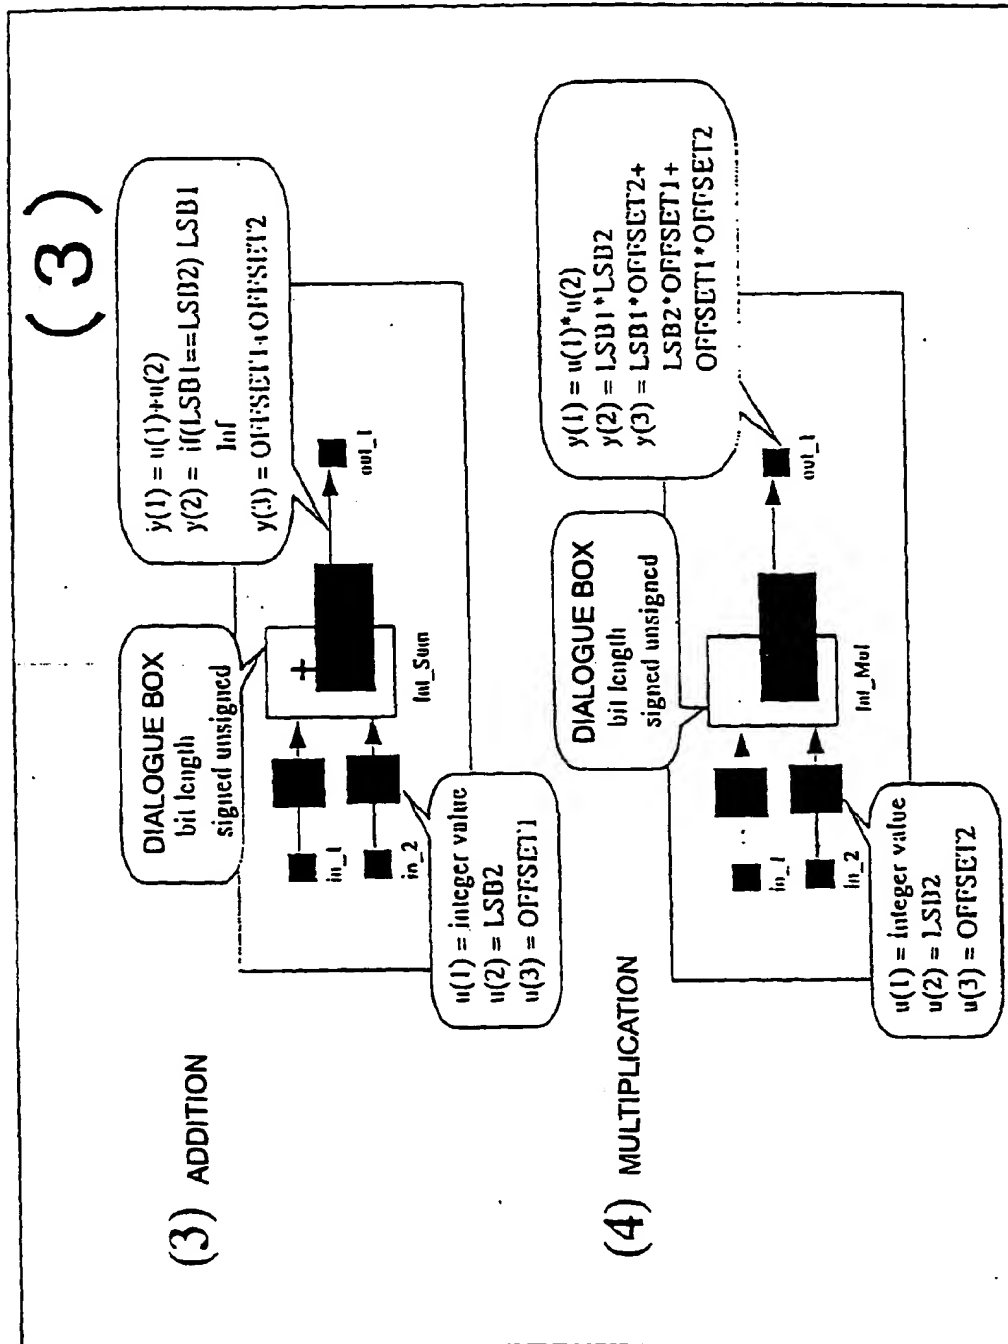 (3)
(3) ADDITION
DIALOGUE BOX
bit length
signed unsigned
y(1) = u(1)+u(2)
y(2) = if(LSB1==LSB2) LSB1
Inf
y(3) = OFFSET1+OFFSET2
+
in_1
in_2
Int_Sum
out_1
u(1) = integer value
u(2) = LSB2
u(3) = OFFSET1
(4) MULTIPLICATION
DIALOGUE BOX
bit length
signed unsigned
y(1) = u(1)*u(2)
y(2) = LSB1*LSB2
y(3) = LSB1*OFFSET2+
LSB2*OFFSET1+
OFFSET1*OFFSET2
in_1
in_2
Int_Mul
out_1
u(1) = integer value
u(2) = LSB2
u(3) = OFFSET2